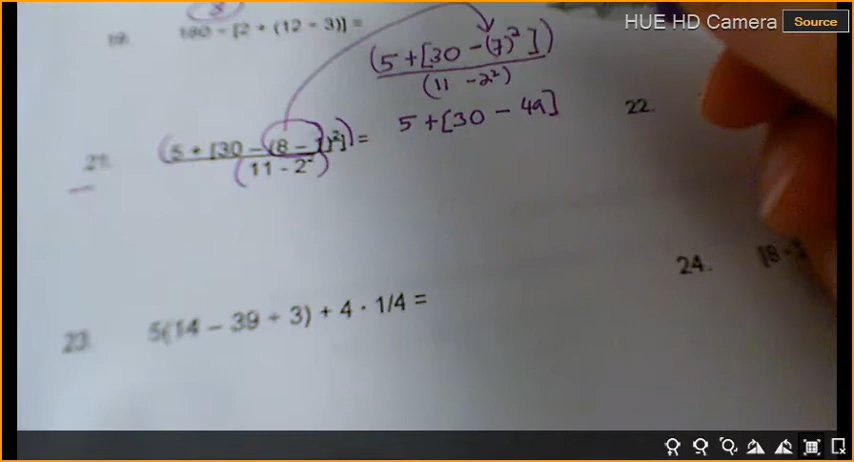 HUE HD Camera Source
19. 180 - [2 + (12 - 3)] =
(5 + [30 - (7)²])
(11 - 2²)
5 + [30 - 49]
21. (5 + [30 - (8 - 1)²]) =
(11 - 2²)
22.
23. 5(14 - 39 ÷ 3) + 4 · 1/4 =
24. [8